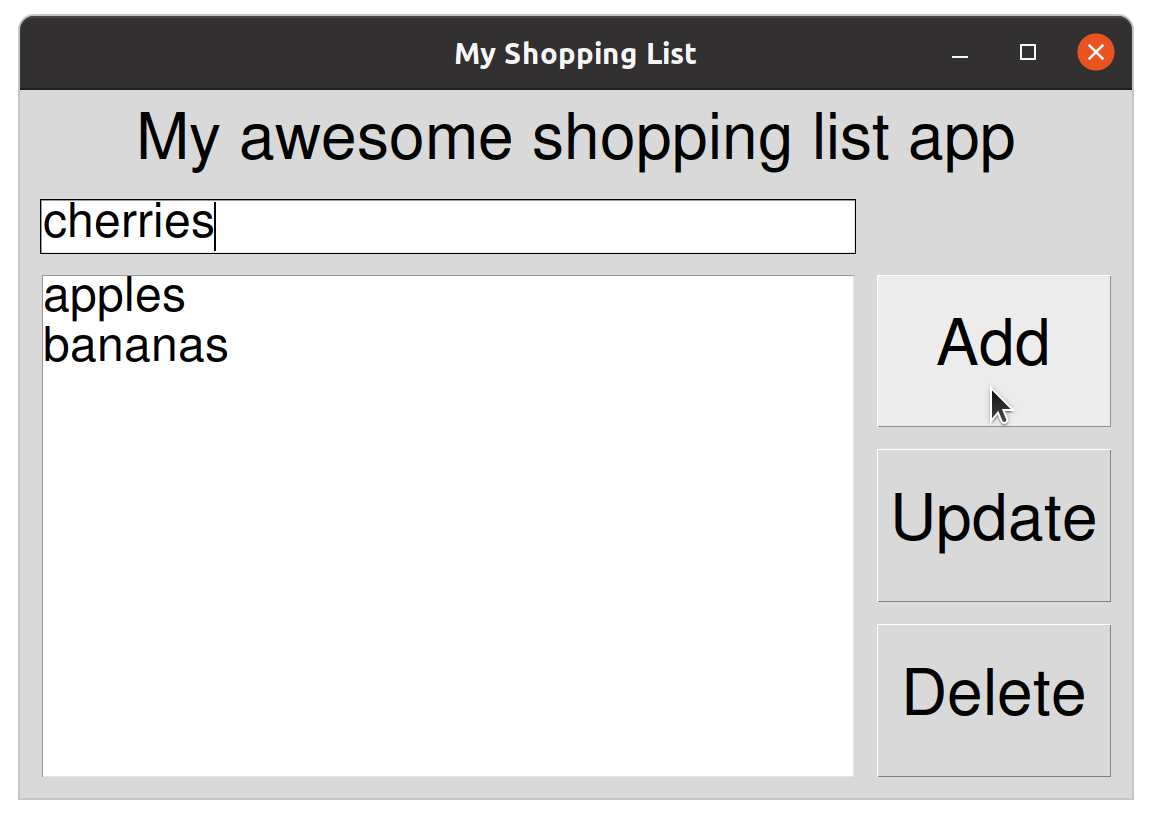 My Shopping List
My awesome shopping list app
cherries
apples
bananas
Add
Update
Delete